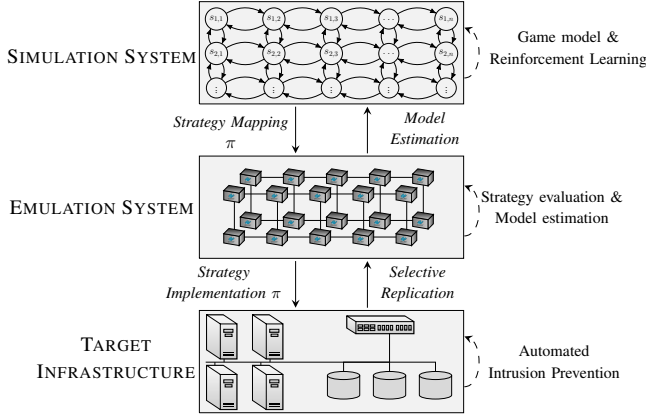 s1,1 s1,2 s1,3 ... s1,n
s2,1 s2,2 s2,3 ... s2,n
⋮ ⋮ ⋮ ⋮ ⋮
SIMULATION SYSTEM
Game model &
Reinforcement Learning
Strategy Mapping
π
Model
Estimation
EMULATION SYSTEM
Strategy evaluation &
Model estimation
Strategy
Implementation π
Selective
Replication
TARGET
INFRASTRUCTURE
Automated
Intrusion Prevention